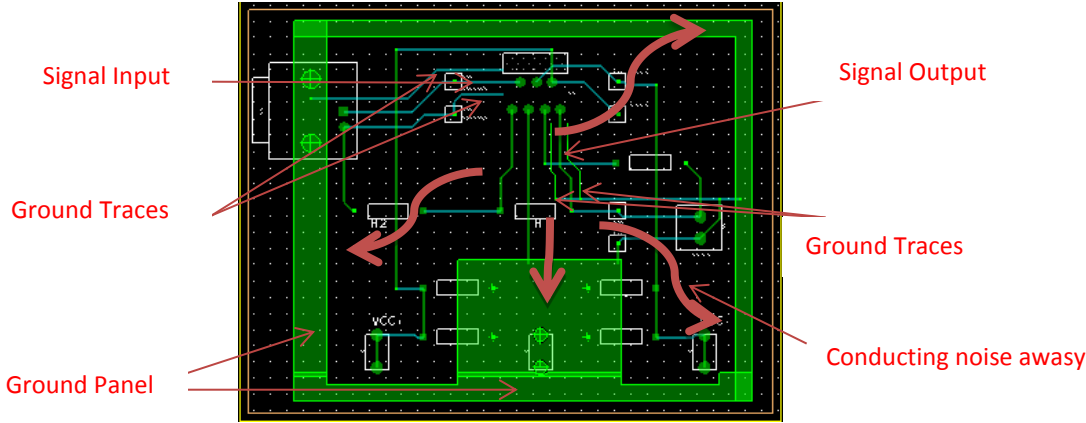 Signal Input
Signal Output
Ground Traces
H2
H
Ground Traces
VCC
Conducting noise awasy
Ground Panel